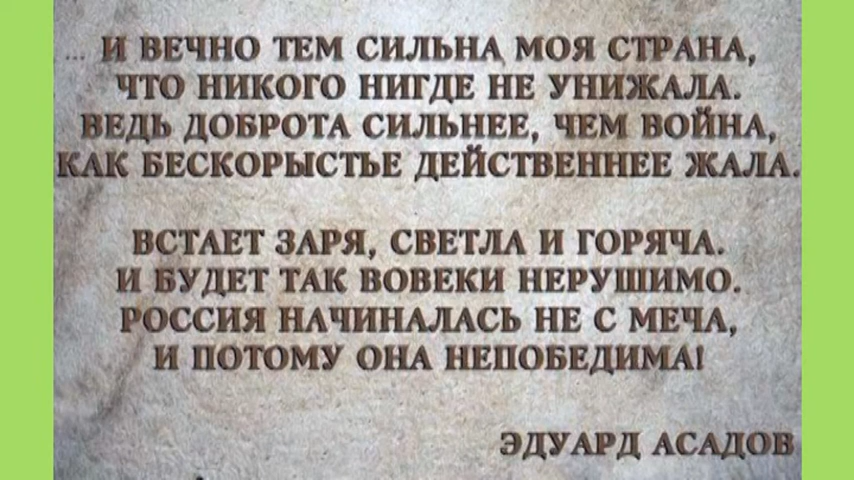 ... И ВЕЧНО ТЕМ СИЛЬНА МОЯ СТРАНА,
ЧТО НИКОГО НИГДЕ НЕ УНИЖАЛА.
ВЕДЬ ДОБРОТА СИЛЬНЕЕ, ЧЕМ ВОЙНА,
КАК БЕСКОРЫСТЬЕ ДЕЙСТВЕННЕЕ ЖАЛА.
ВСТАЕТ ЗАРЯ, СВЕТЛА И ГОРЯЧА.
И БУДЕТ ТАК ВОВЕКИ НЕРУШИМО.
РОССИЯ НАЧИНАЛАСЬ НЕ С МЕЧА,
И ПОТОМУ ОНА НЕПОБЕДИМА!
ЭДУАРД АСАДОВ